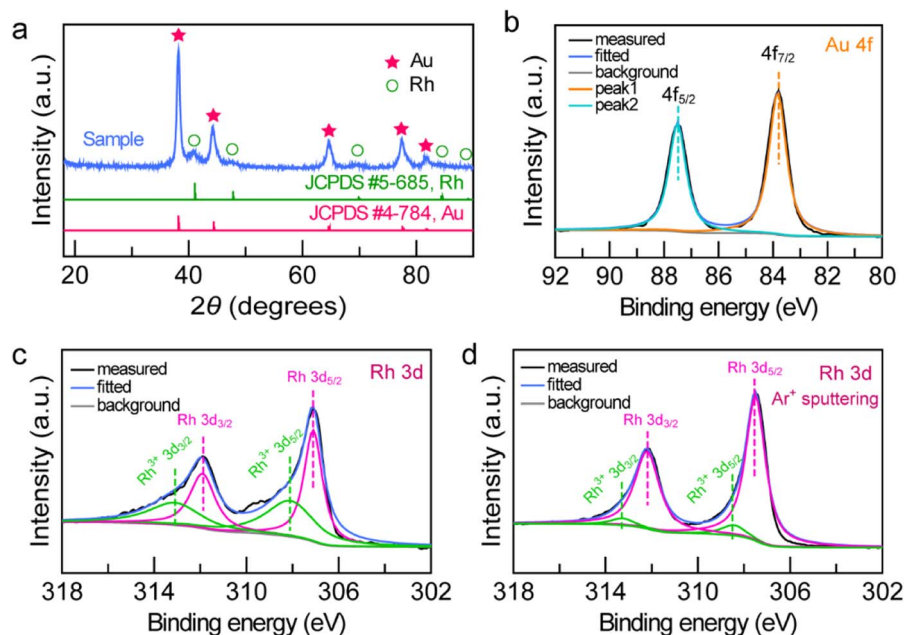 a
Intensity (a.u.)
Au
Rh
Sample
JCPDS #5-685, Rh
JCPDS #4-784, Au
20 40 60 80
2θ (degrees)
b
Intensity (a.u.)
measured
fitted
background
peak1
peak2
Au 4f
4f7/2
4f5/2
92 90 88 86 84 82 80
Binding energy (eV)
c
Intensity (a.u.)
measured
fitted
background
Rh 3d
Rh 3d5/2
Rh 3d3/2
Rh3+ 3d3/2
Rh3+ 3d5/2
318 314 310 306 302
Binding energy (eV)
d
Intensity (a.u.)
measured
fitted
background
Rh 3d
Ar+ sputtering
Rh 3d5/2
Rh 3d3/2
Rh3+ 3d3/2
Rh3+ 3d5/2
318 314 310 306 302
Binding energy (eV)